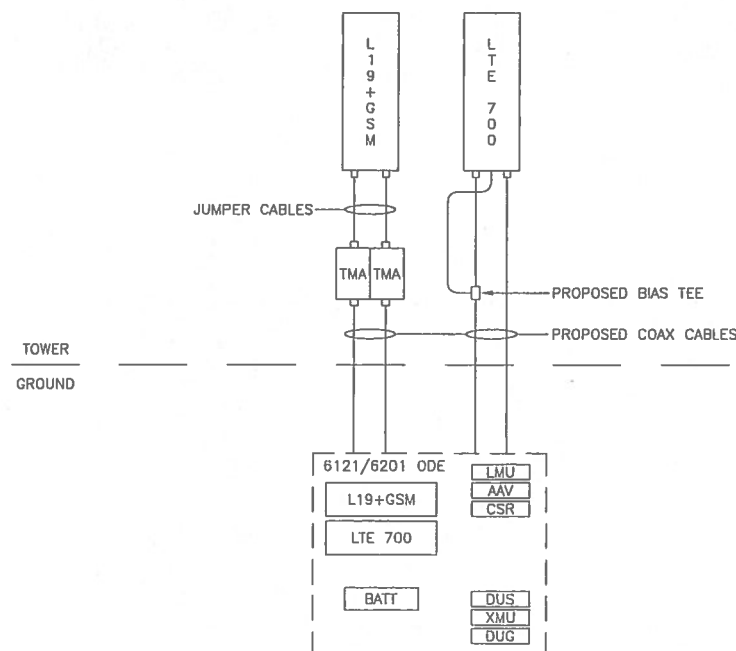 L19+GSM
LTE 700
JUMPER CABLES
TMA TMA
PROPOSED BIAS TEE
PROPOSED COAX CABLES
TOWER
GROUND
6121/6201 ODE
LMU
AAV
CSR
L19+GSM
LTE 700
BATT
DUS
XMU
DUG